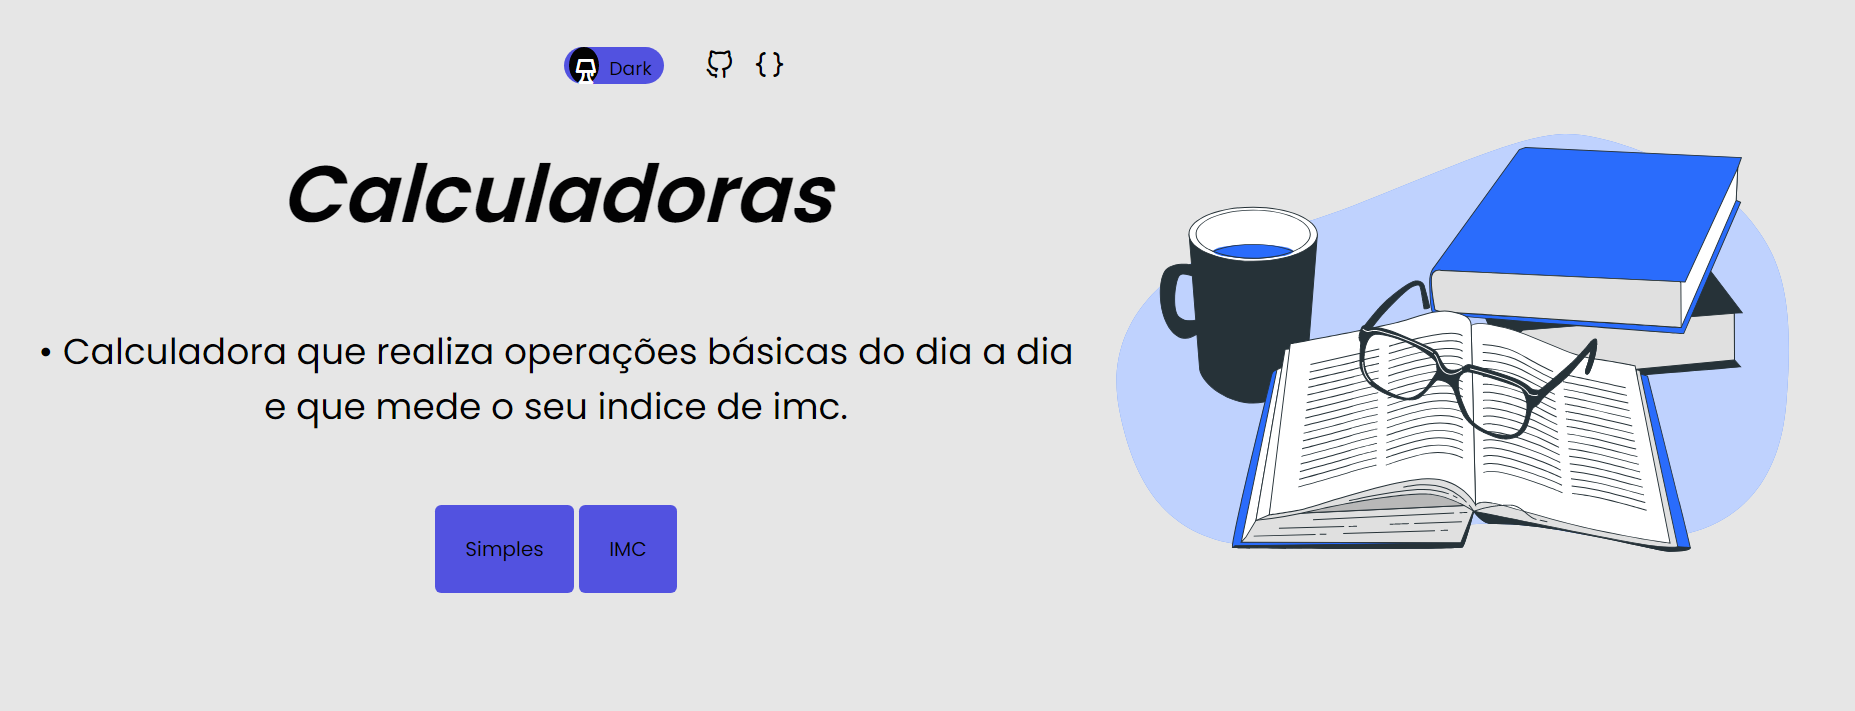 Dark
Calculadoras
• Calculadora que realiza operações básicas do dia a dia
e que mede o seu indice de imc.
Simples
IMC